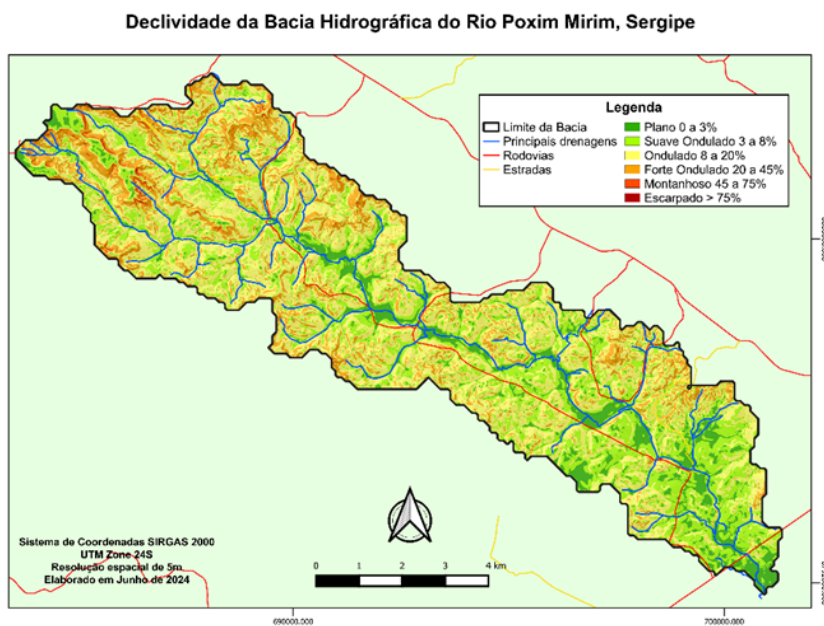 Declividade da Bacia Hidrográfica do Rio Poxim Mirim, Sergipe
Legenda
Limite da Bacia
Principais drenagens
Rodovias
Estradas
Plano 0 a 3%
Suave Ondulado 3 a 8%
Ondulado 8 a 20%
Forte Ondulado 20 a 45%
Montanhoso 45 a 75%
Escarpado > 75%
Sistema de Coordenadas SIRGAS 2000
UTM Zone 24S
Resolução espacial de 5m
Elaborado em Junho de 2024
0 1 2 3 4 km
690000.000 700000.000